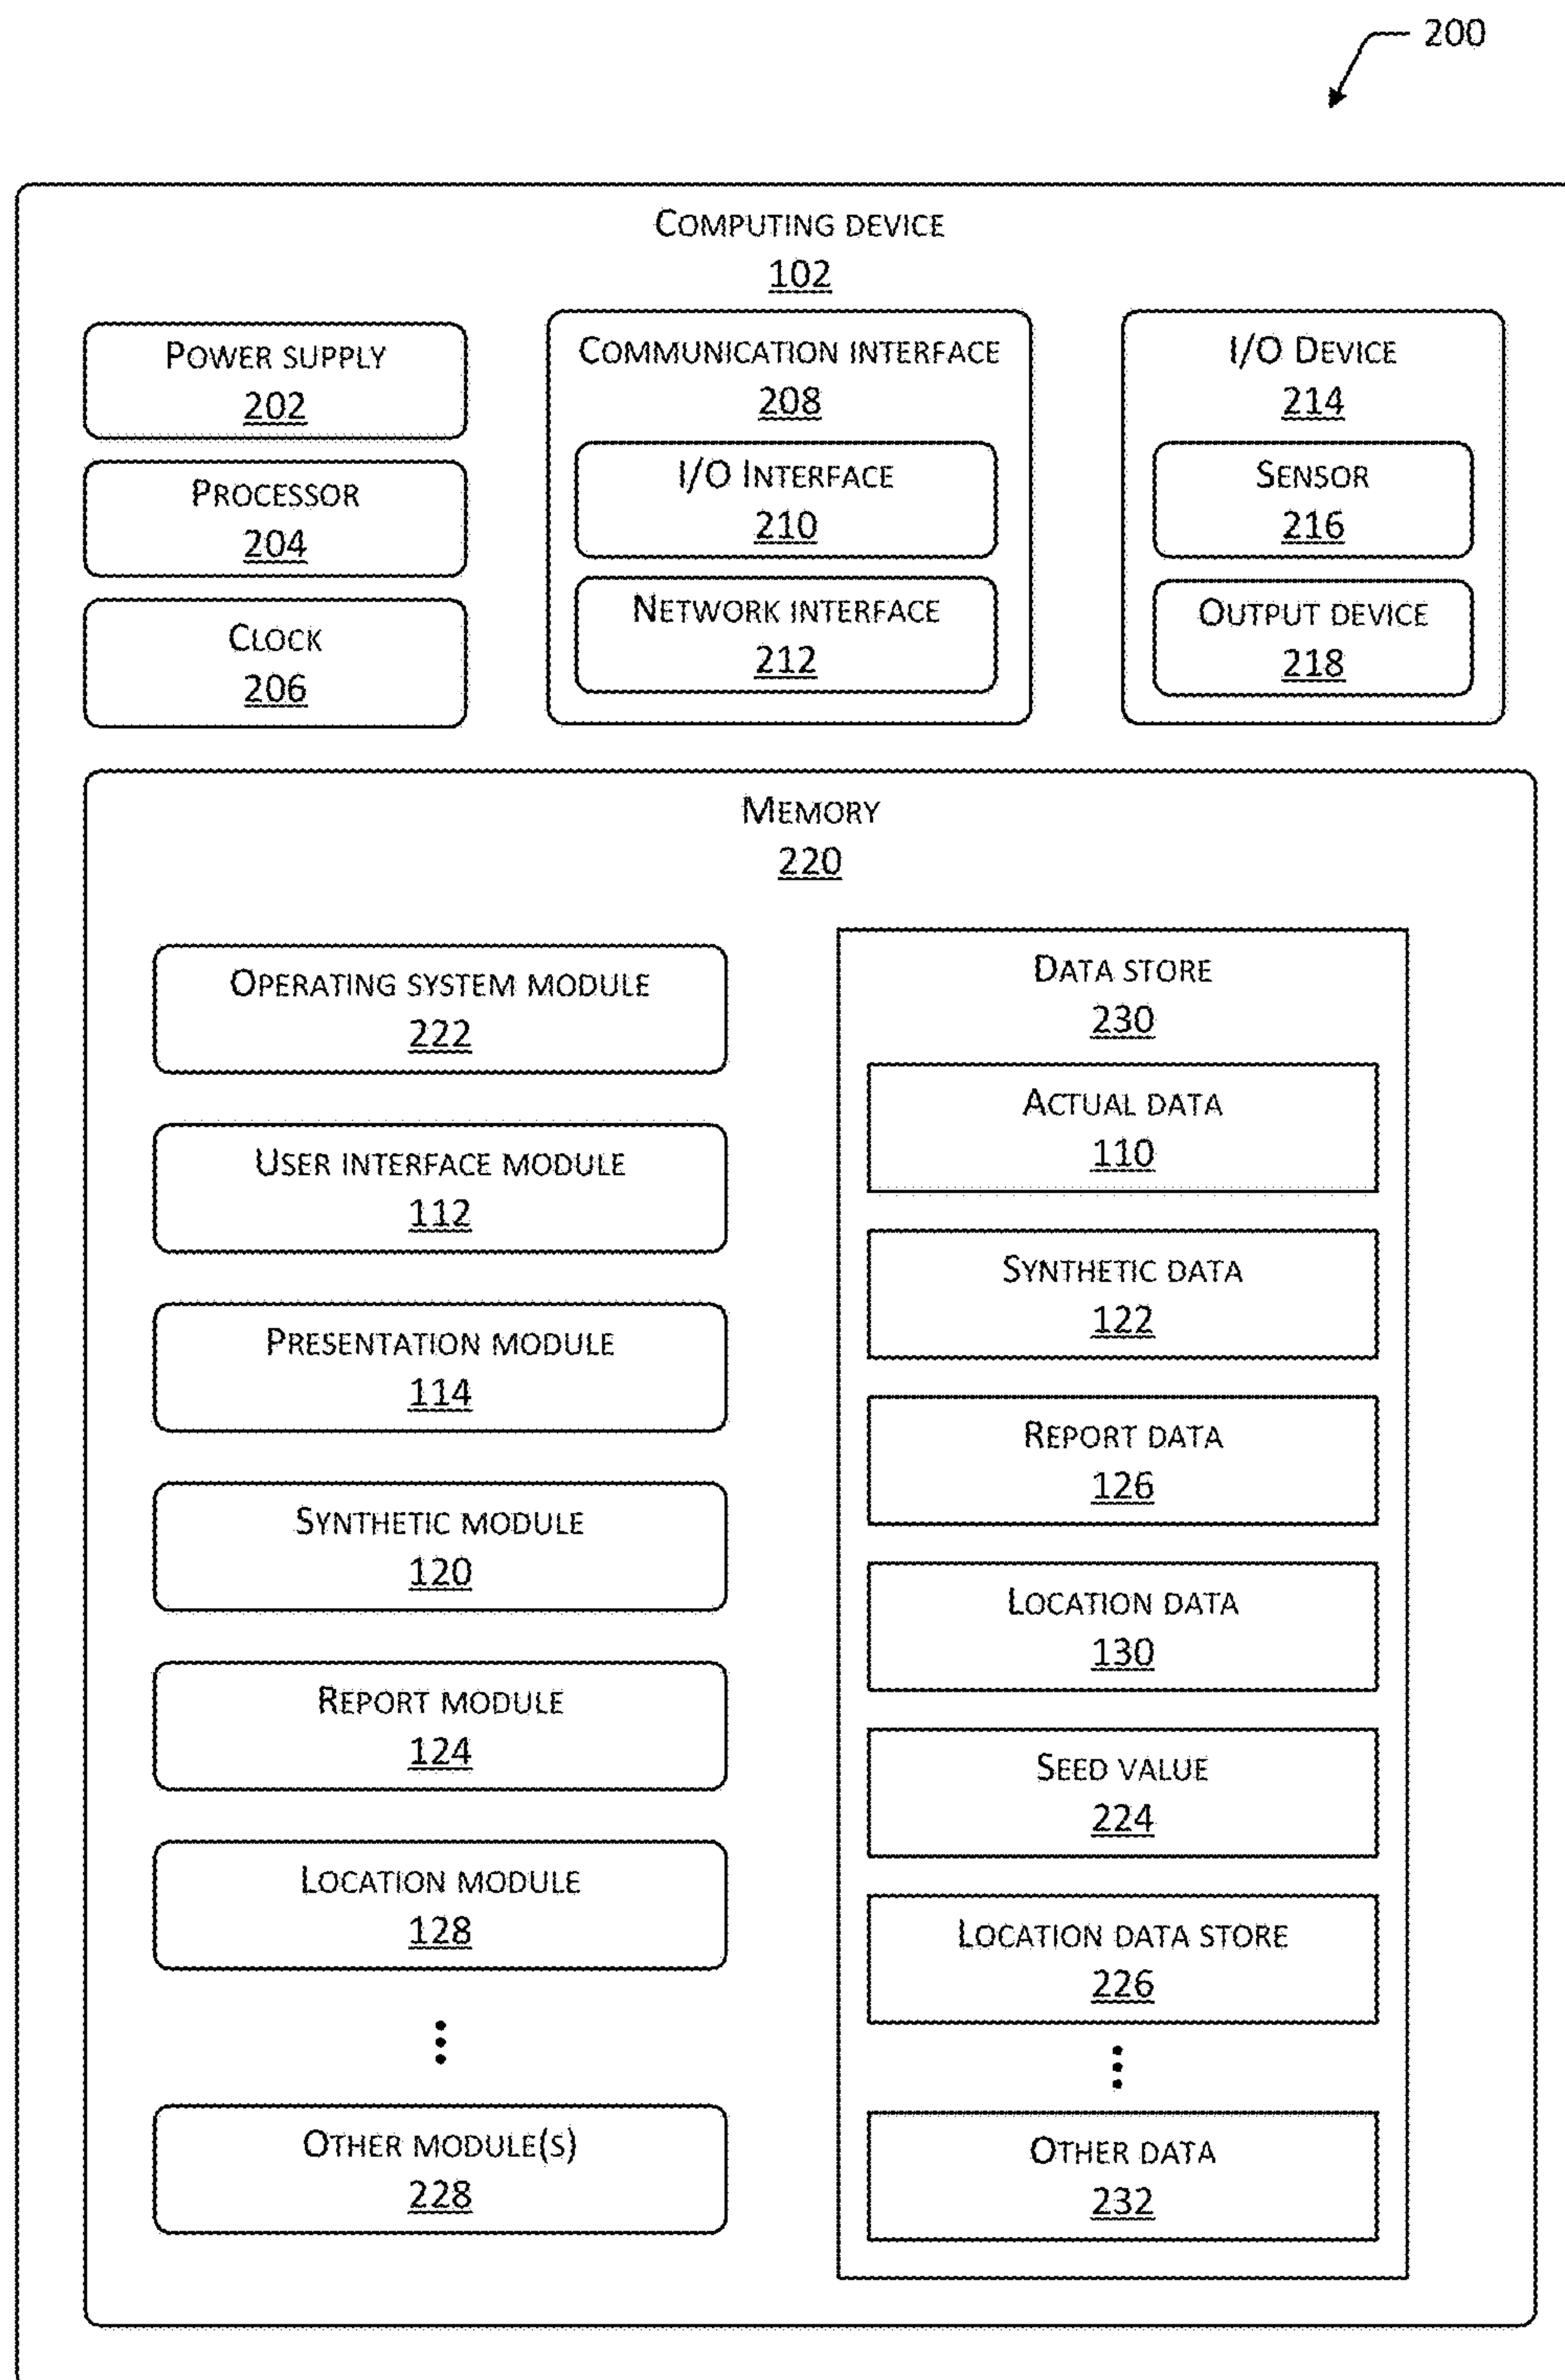 200
COMPUTING DEVICE
102
POWER SUPPLY
202
PROCESSOR
204
CLOCK
206
COMMUNICATION INTERFACE
208
I/O INTERFACE
210
NETWORK INTERFACE
212
I/O DEVICE
214
SENSOR
216
OUTPUT DEVICE
218
MEMORY
220
OPERATING SYSTEM MODULE
222
USER INTERFACE MODULE
112
PRESENTATION MODULE
114
SYNTHETIC MODULE
120
REPORT MODULE
124
LOCATION MODULE
128
OTHER MODULE(S)
228
DATA STORE
230
ACTUAL DATA
110
SYNTHETIC DATA
122
REPORT DATA
126
LOCATION DATA
130
SEED VALUE
224
LOCATION DATA STORE
226
OTHER DATA
232